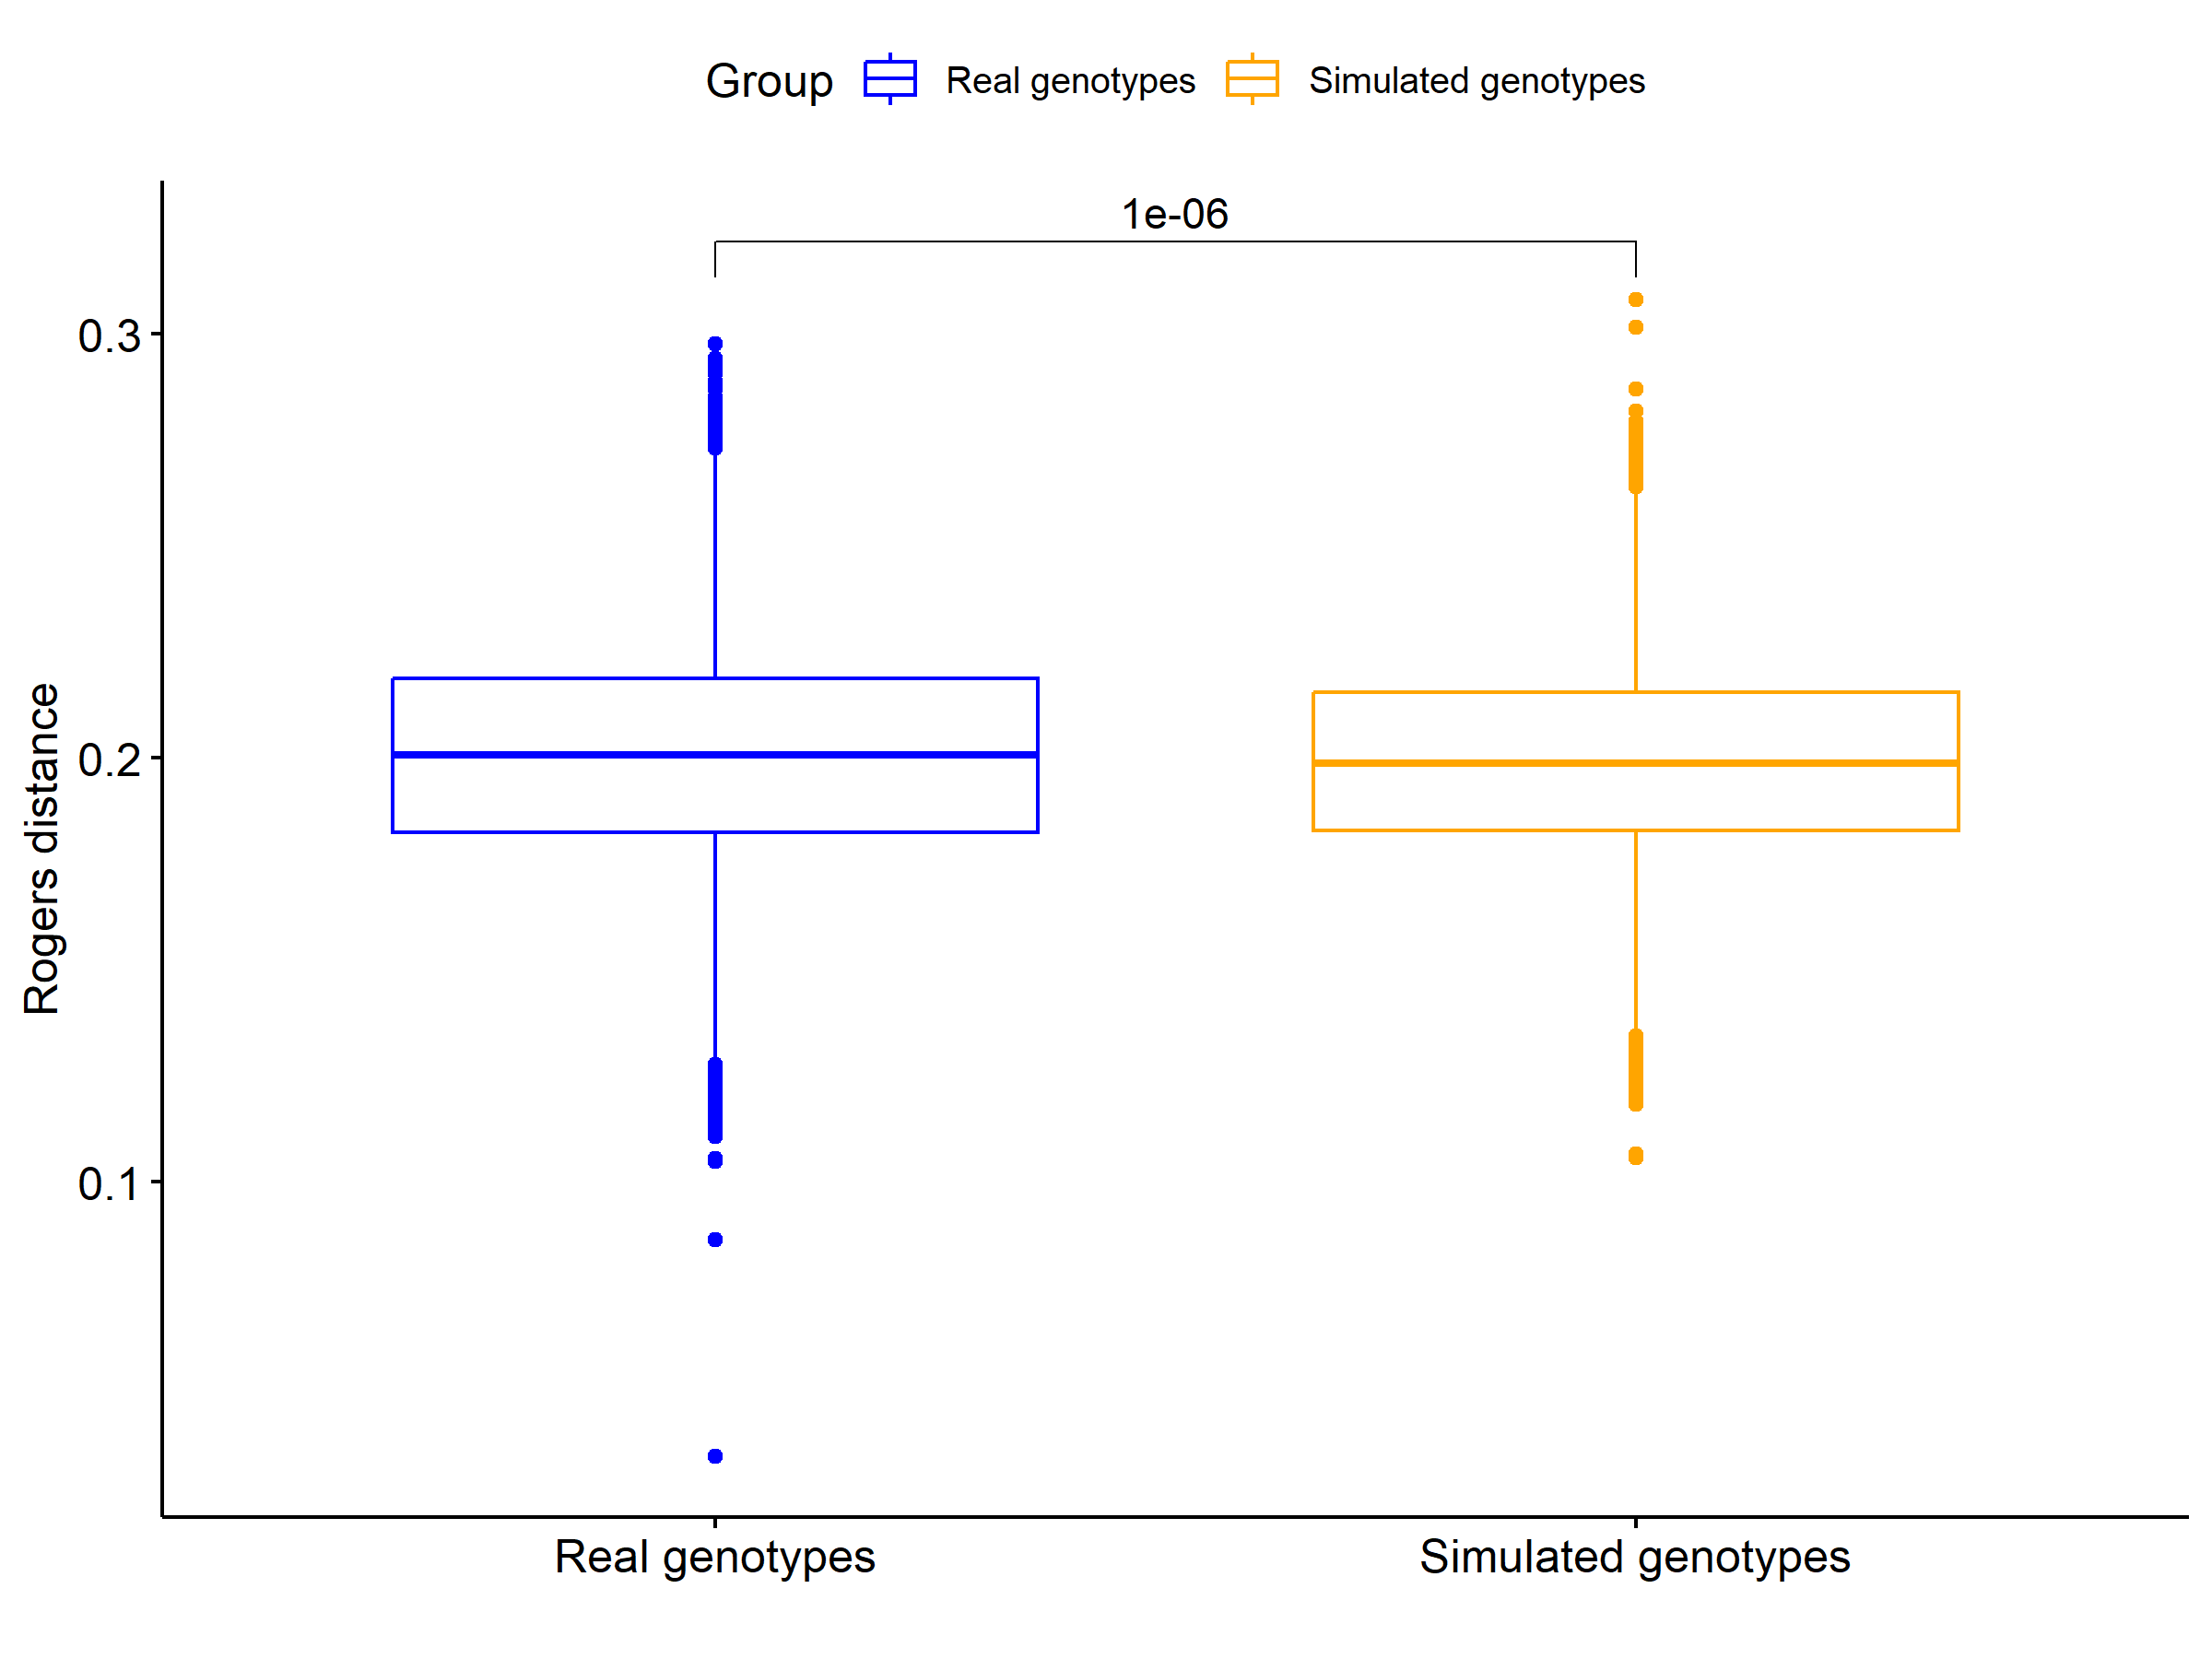 Group Real genotypes Simulated genotypes
1e-06
0.3
0.2
0.1
Rogers distance
Real genotypes Simulated genotypes